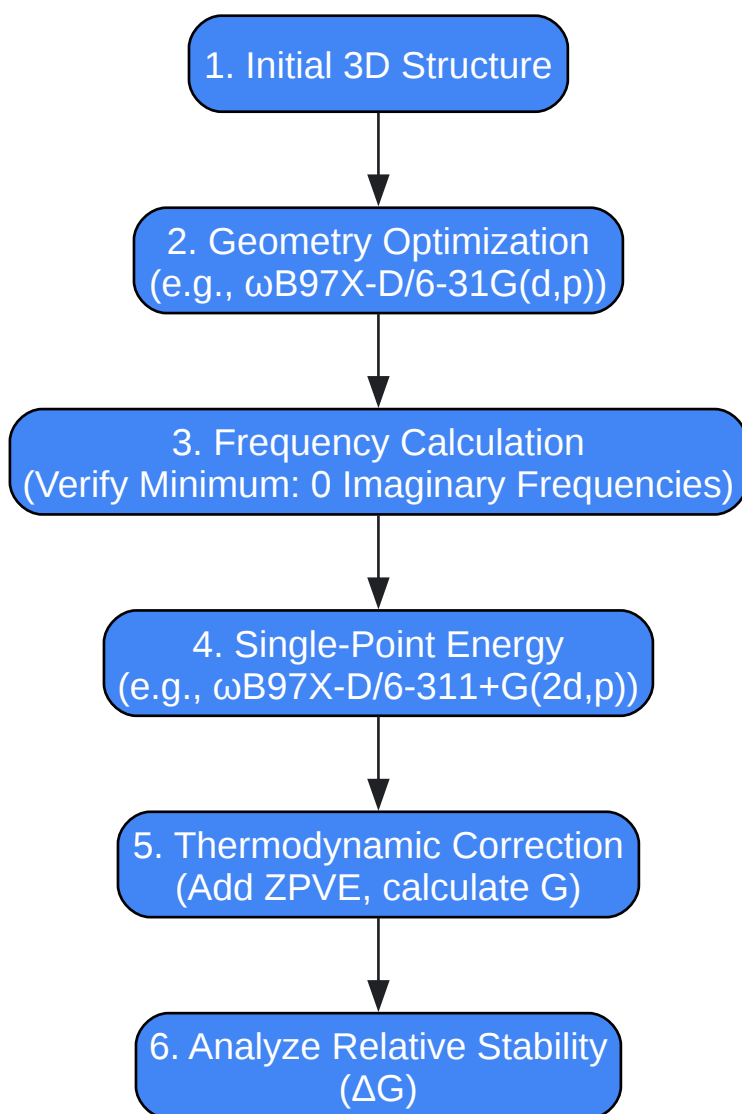 1. Initial 3D Structure
2. Geometry Optimization
(e.g., ωB97X-D/6-31G(d,p))
3. Frequency Calculation
(Verify Minimum: 0 Imaginary Frequencies)
4. Single-Point Energy
(e.g., ωB97X-D/6-311+G(2d,p))
5. Thermodynamic Correction
(Add ZPVE, calculate G)
6. Analyze Relative Stability
(ΔG)